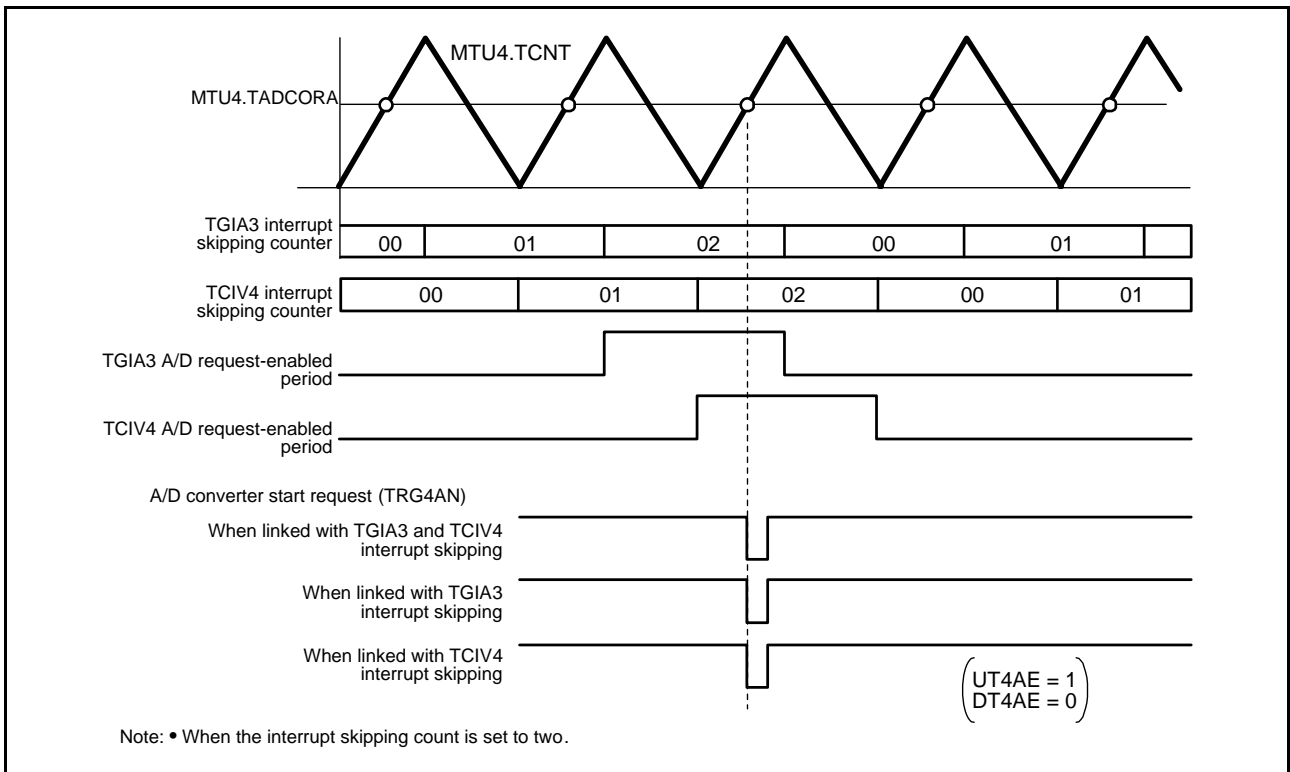 MTU4.TCNT
MTU4.TADCORA
TGIA3 interrupt
skipping counter
00 01 02 00 01
TCIV4 interrupt
skipping counter
00 01 02 00 01
TGIA3 A/D request-enabled
period
TCIV4 A/D request-enabled
period
A/D converter start request (TRG4AN)
When linked with TGIA3 and TCIV4
interrupt skipping
When linked with TGIA3
interrupt skipping
When linked with TCIV4
interrupt skipping
UT4AE = 1
DT4AE = 0
Note: • When the interrupt skipping count is set to two.